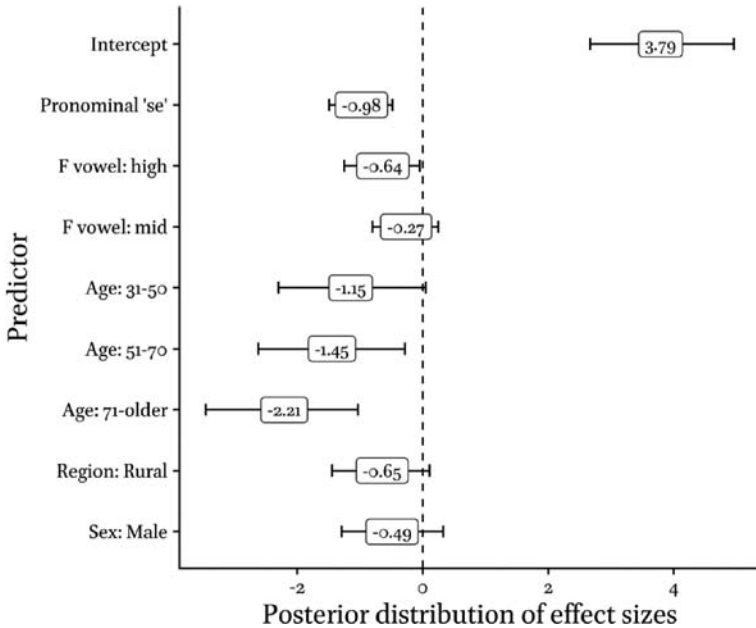 Intercept
3.79
Pronominal 'se'
-0.98
F vowel: high
-0.64
F vowel: mid
-0.27
Age: 31-50
-1.15
Age: 51-70
-1.45
Age: 71-older
-2.21
Region: Rural
-0.65
Sex: Male
-0.49
Predictor
-2 0 2 4
Posterior distribution of effect sizes